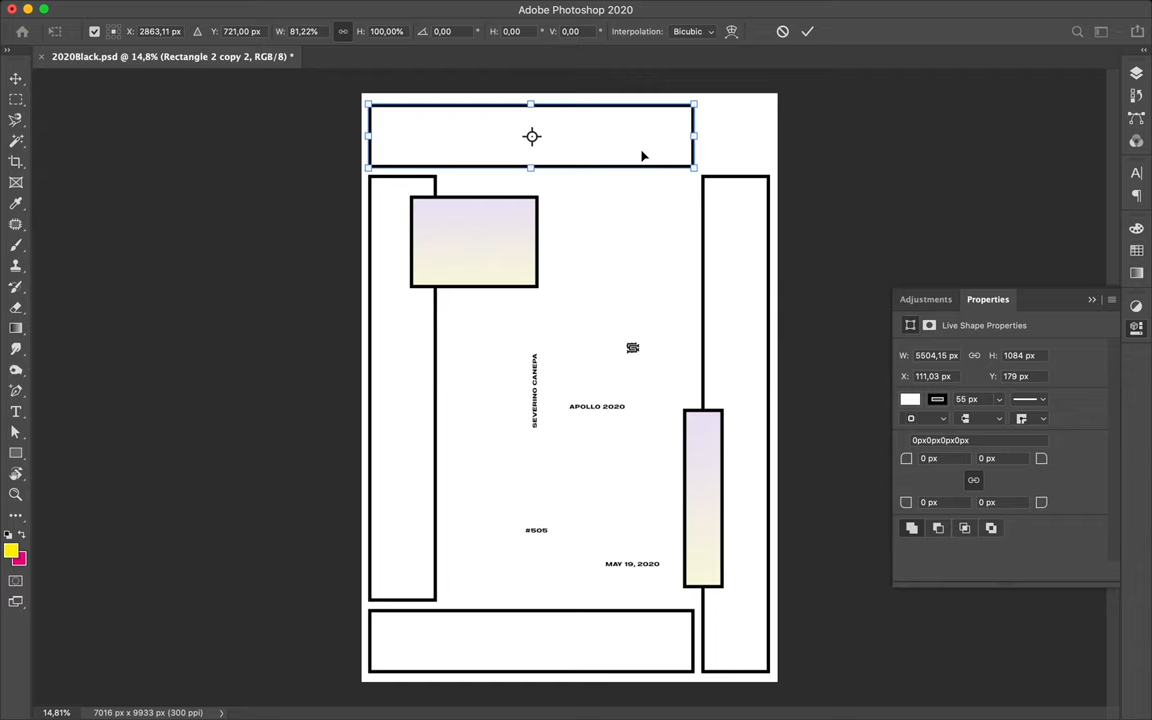 Adobe Photoshop 2020
X: 2863,11 px Y: 721,00 px W: 81,22% H: 100,00% 0,00 ° H: 0,00 ° V: 0,00 ° Interpolation: Bicubic
× 2020Black.psd @ 14,8% (Rectangle 2 copy 2, RGB/8) *
Adjustments Properties
Live Shape Properties
W: 5504,15 px H: 1084 px
X: 111,03 px Y: 179 px
55 px
0px0px0px0px
0 px 0 px
0 px 0 px
SEVERINO CANEPA
APOLLO 2020
#505
MAY 19, 2020
14,81% 7016 px x 9933 px (300 ppi)